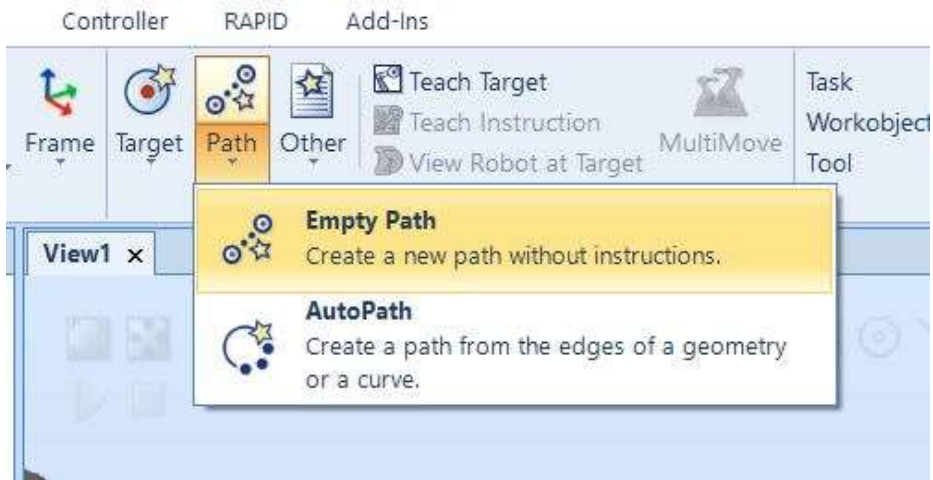 Controller RAPID Add-Ins
Frame Target Path Other
Teach Target
Teach Instruction
View Robot at Target
MultiMove
Task
Workobject
Tool
Empty Path
Create a new path without instructions.
AutoPath
Create a path from the edges of a geometry
or a curve.
View1 x